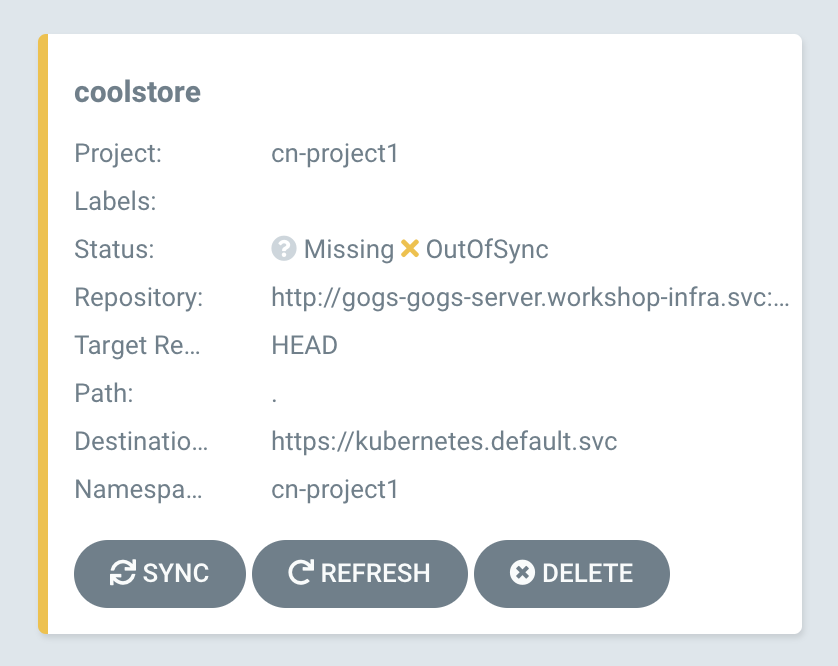 coolstore
Project: cn-project1
Labels:
Status: Missing OutOfSync
Repository: http://gogs-gogs-server.workshop-infra.svc:...
Target Re... HEAD
Path: .
Destinatio... https://kubernetes.default.svc
Namespa... cn-project1
SYNC REFRESH DELETE